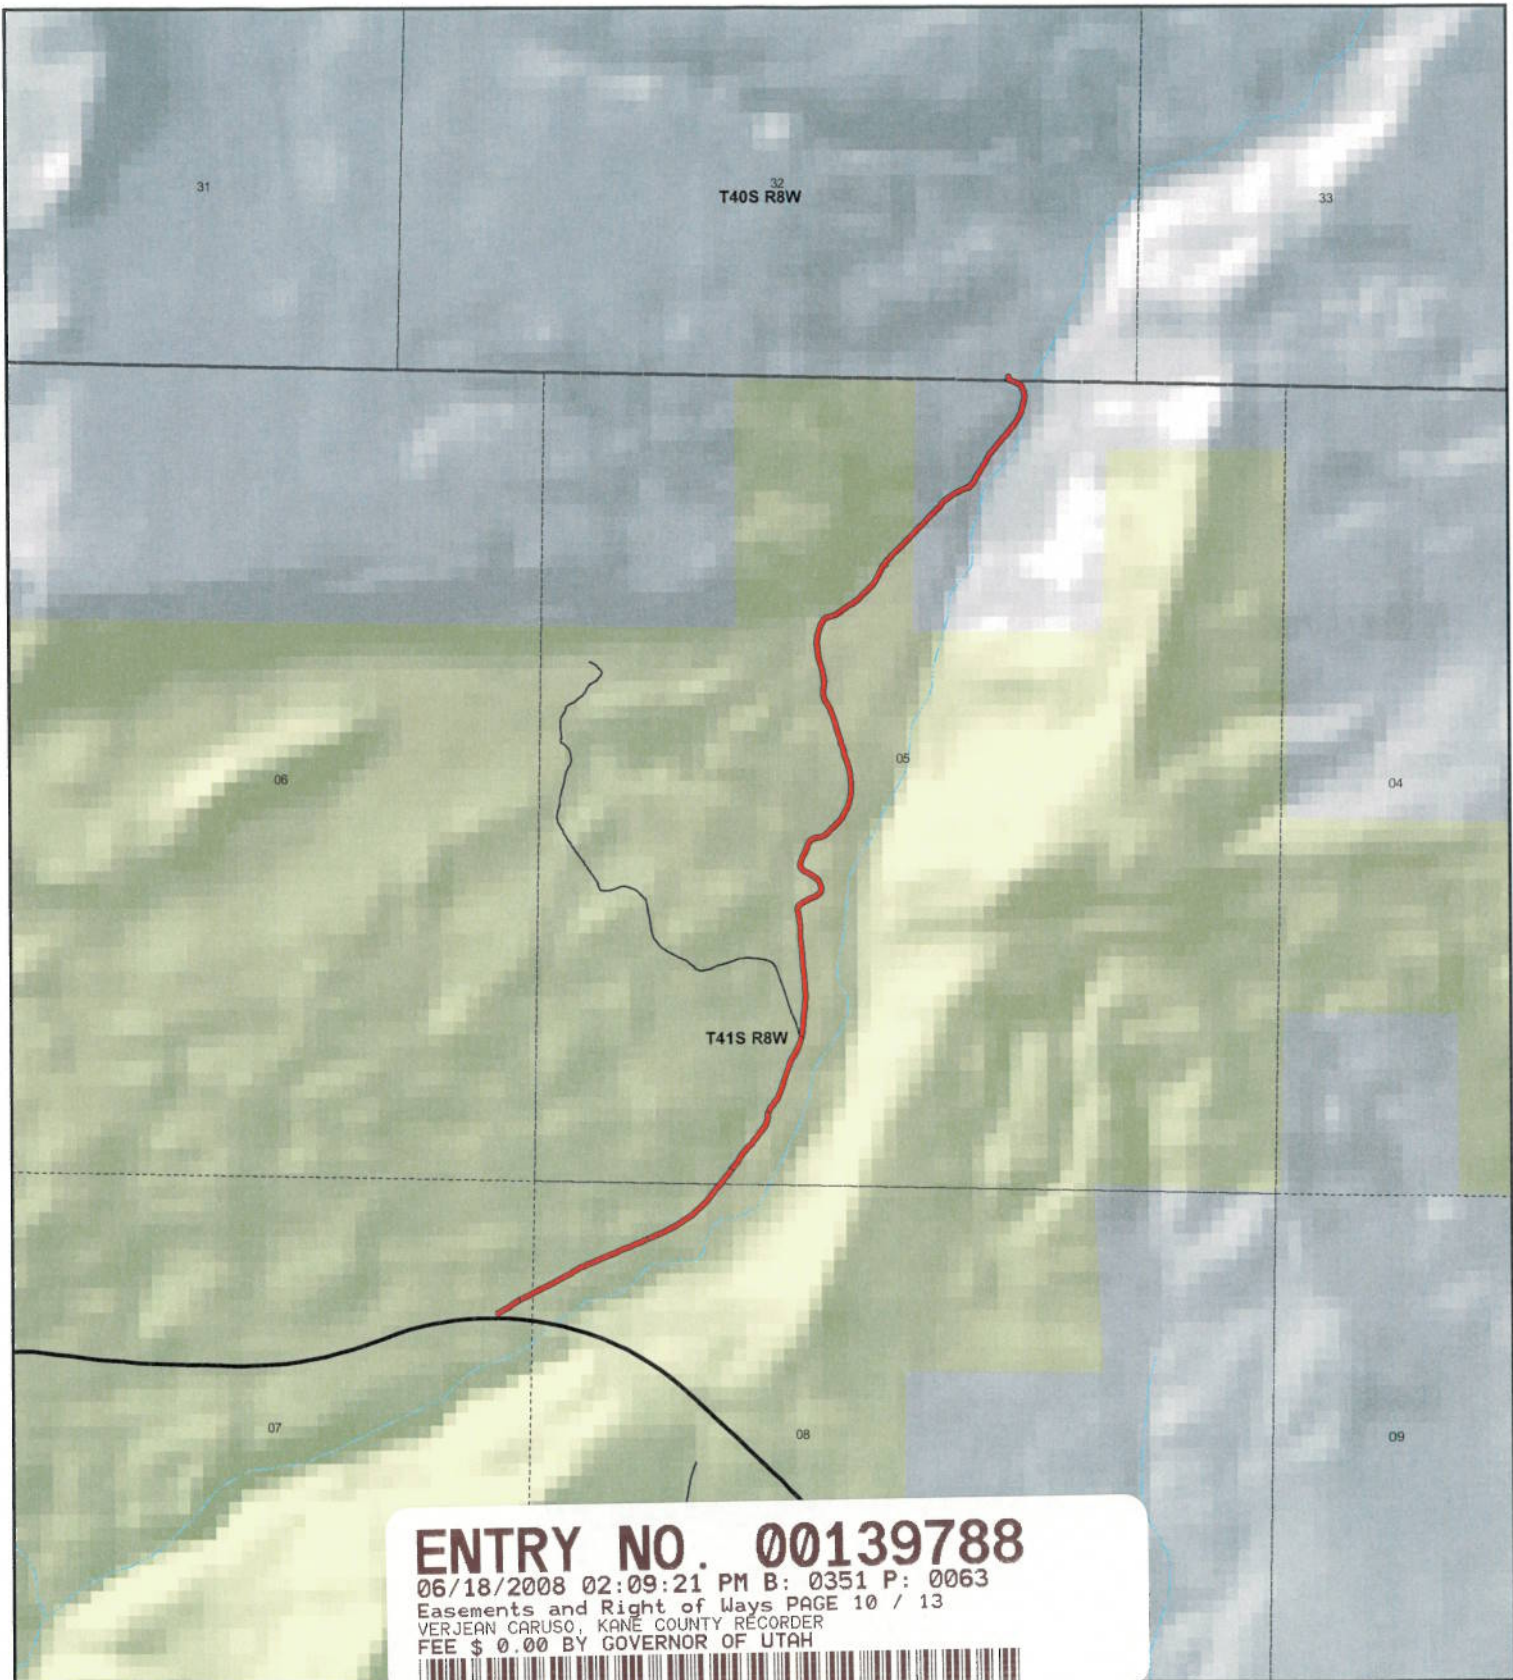 31
32
T40S R8W
33
06
05
04
T41S R8W
07
08
09
ENTRY NO. 00139788
06/18/2008 02:09:21 PM B: 0351 P: 0063
Easements and Right of Ways PAGE 10 / 13
VERJEAN CARUSO, KANE COUNTY RECORDER
FEE $ 0.00 BY GOVERNOR OF UTAH